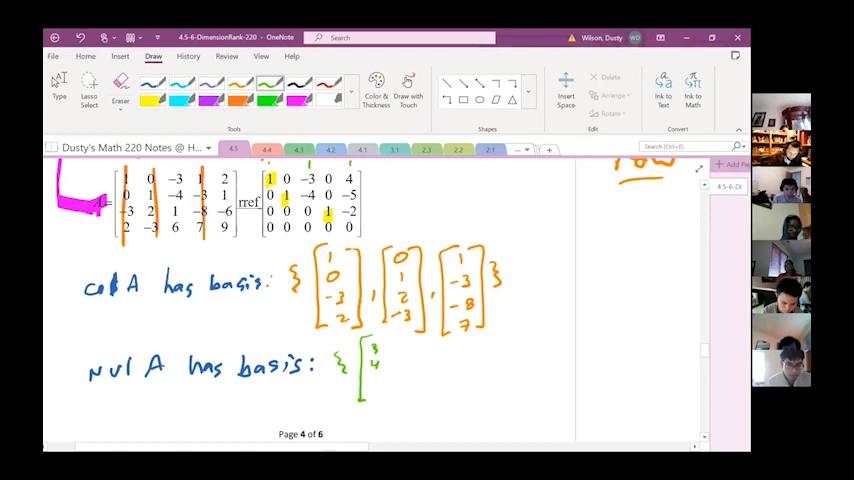 4.5-6-DimensionRank-220 - OneNote
Search
Wilson, Dusty
WD
File Home Insert Draw History Review View Help
Type
Lasso Select
Eraser
Color & Thickness
Draw with Touch
Insert Space
Delete
Arrange
Rotate
Ink to Text
Ink to Math
Tools
Shapes
Edit
Convert
Dusty's Math 220 Notes @ H...
4.5 4.4 4.3 3.1 2.3 2.2 2.1 +
Search (Ctrl+E)
Add Pa
4.5-6-Di
row
1 0 -3 1 2 1 0 -3 0 4
0 1 -4 -3 1 0 1 -4 0 -5
A= rref
-3 2 1 -8 -6 0 0 0 1 -2
2 -3 6 7 9 0 0 0 0 0
col A has basis: { [1 0 -3 2], [0 1 2 -3], [1 -3 -8 7] }
Nul A has basis: { [3 4
Page 4 of 6